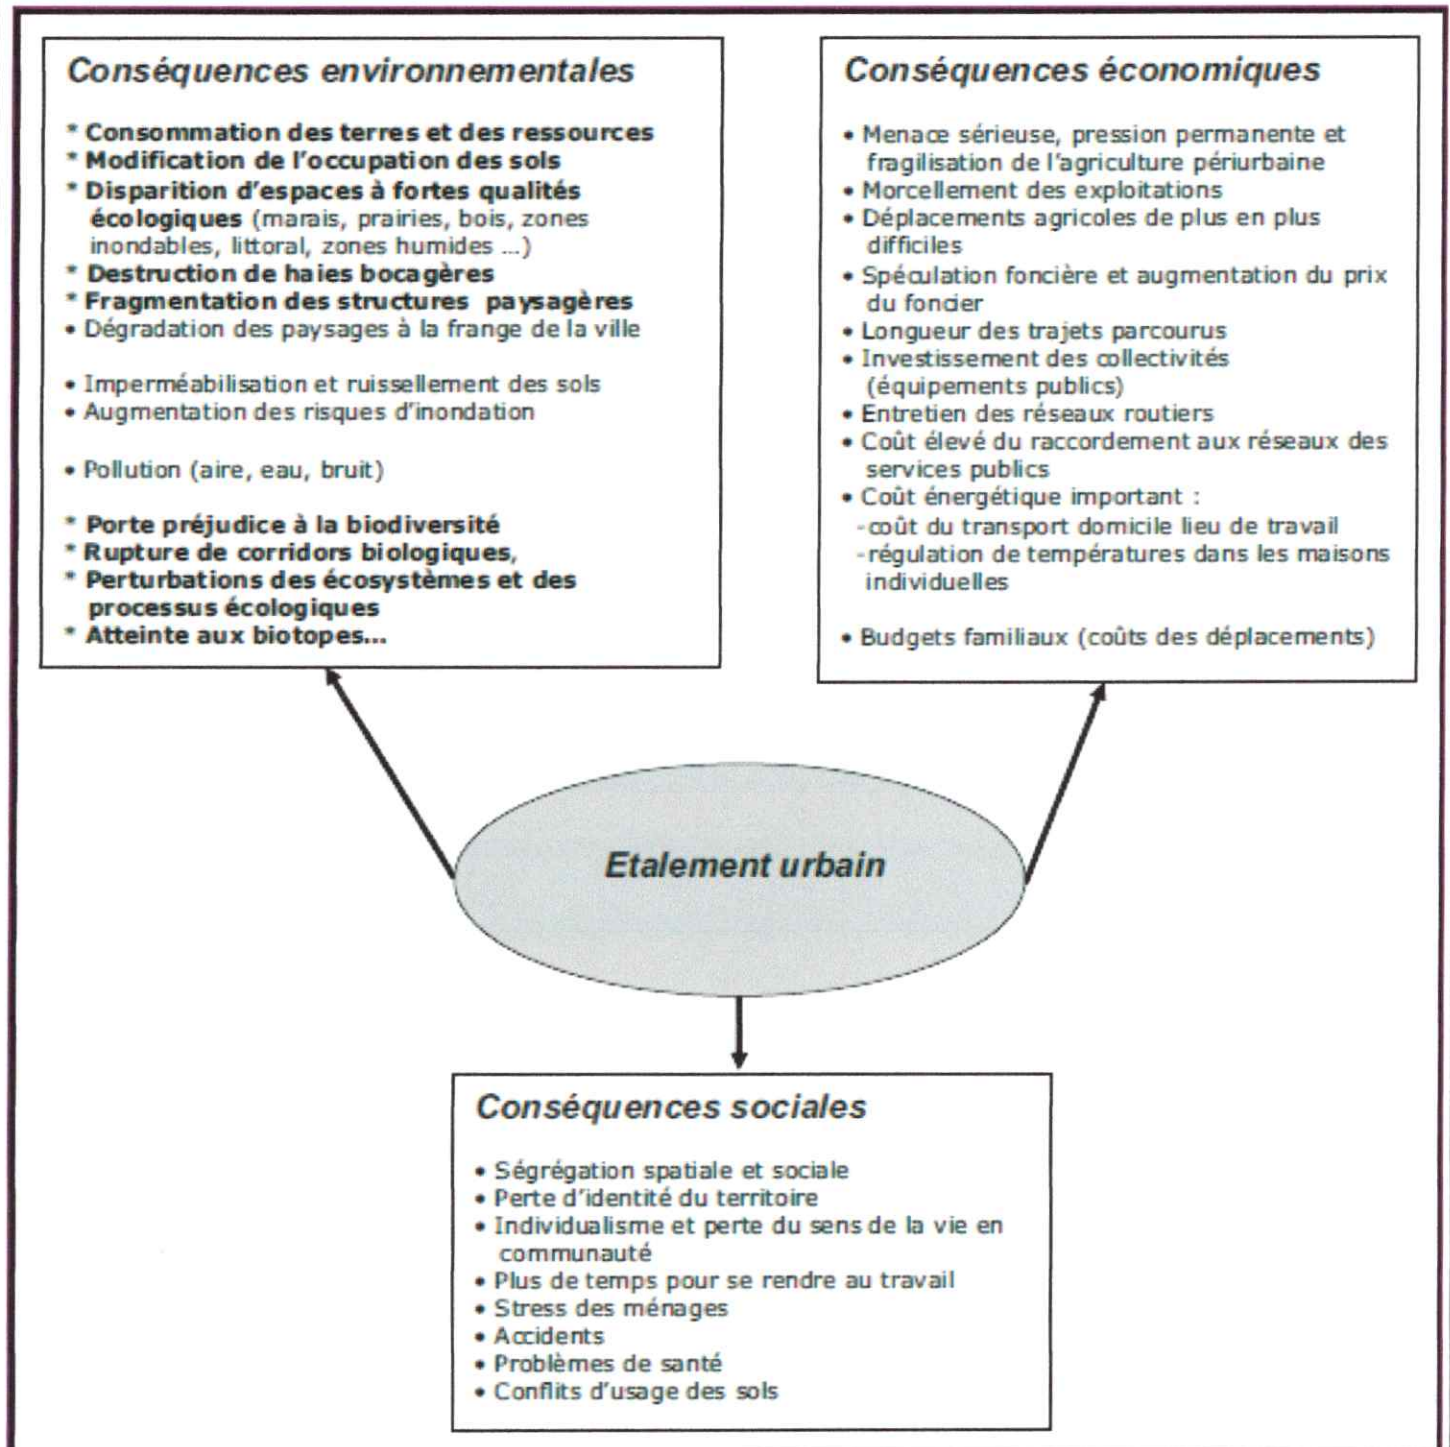 Conséquences environnementales
* Consommation des terres et des ressources
* Modification de l'occupation des sols
* Disparition d'espaces à fortes qualités
écologiques (marais, prairies, bois, zones
inondables, littoral, zones humides ...)
* Destruction de haies bocagères
* Fragmentation des structures paysagères
• Dégradation des paysages à la frange de la ville
• Imperméabilisation et ruissellement des sols
• Augmentation des risques d'inondation
• Pollution (aire, eau, bruit)
* Porte préjudice à la biodiversité
* Rupture de corridors biologiques,
* Perturbations des écosystèmes et des
processus écologiques
* Atteinte aux biotopes...
Conséquences économiques
• Menace sérieuse, pression permanente et
fragilisation de l'agriculture périurbaine
• Morcellement des exploitations
• Déplacements agricoles de plus en plus
difficiles
• Spéculation foncière et augmentation du prix
du foncier
• Longueur des trajets parcourus
• Investissement des collectivités
(équipements publics)
• Entretien des réseaux routiers
• Coût élevé du raccordement aux réseaux des
services publics
• Coût énergétique important :
-coût du transport domicile lieu de travail
-régulation de températures dans les maisons
individuelles
• Budgets familiaux (coûts des déplacements)
Etalement urbain
Conséquences sociales
• Ségrégation spatiale et sociale
• Perte d'identité du territoire
• Individualisme et perte du sens de la vie en
communauté
• Plus de temps pour se rendre au travail
• Stress des ménages
• Accidents
• Problèmes de santé
• Conflits d'usage des sols